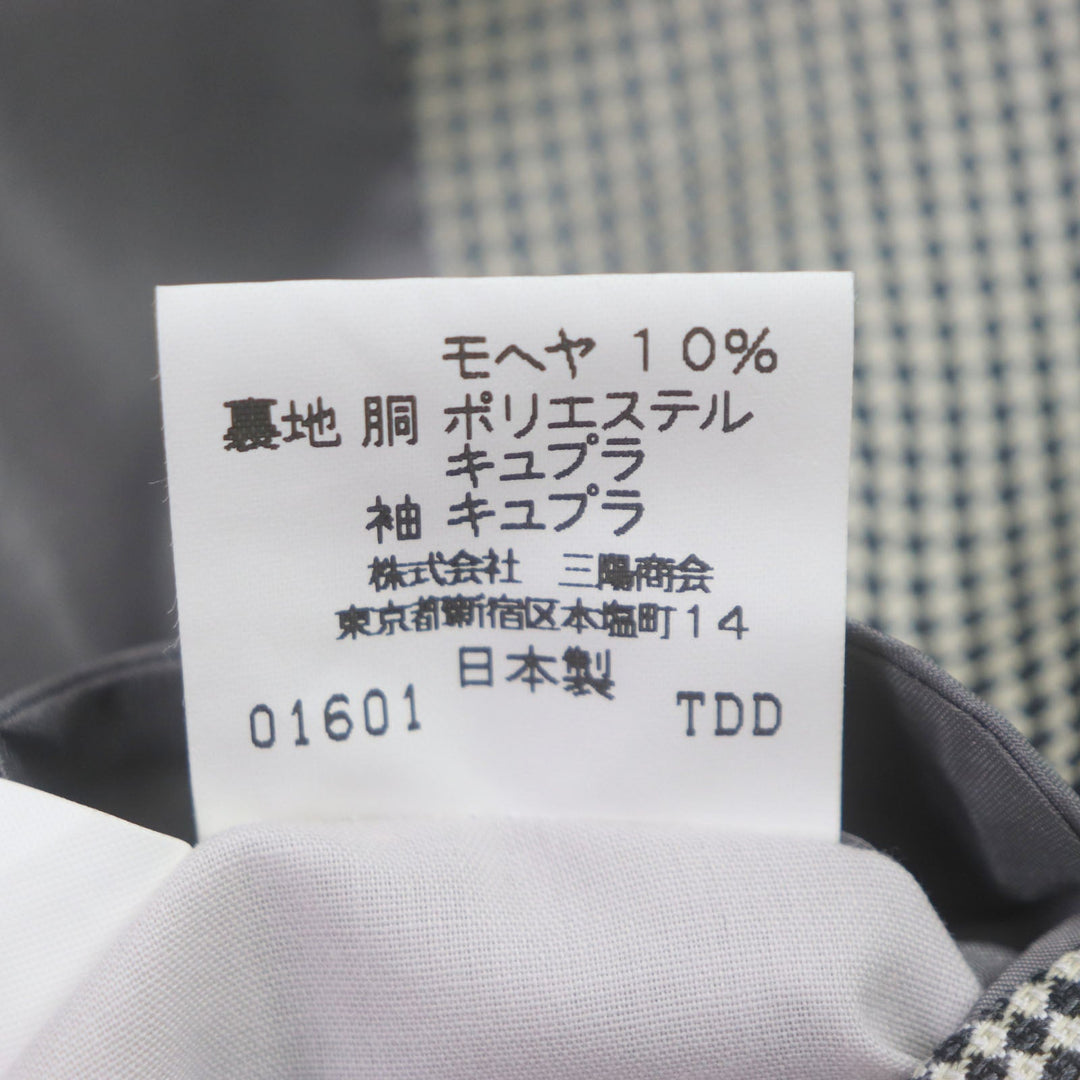 モヘヤ 10%
裏地 胴 ポリエステル
キュプラ
袖 キュプラ
株式会社 三陽商会
東京都新宿区本塩町14
日本製
01601 TDD